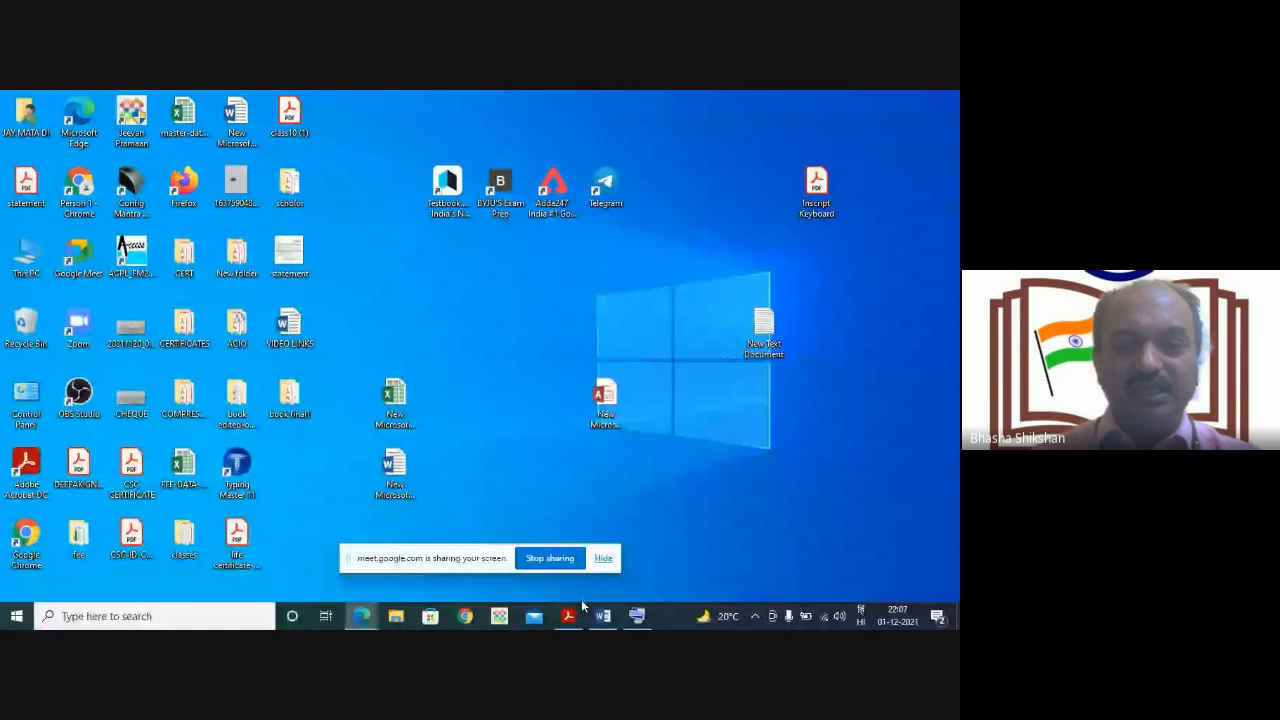 JAY MATA DI
Microsoft
Edge
Jeevan
Pramaan
master-dat...
New
Microsof...
class10 (1)
statement
Person 1 -
Chrome
Config
Mantra ...
Firefox
163759048...
scholor
Testbook....
- India's N...
BYJU'S Exam
Prep
Adda247
India #1 Go...
Telegram
Inscript
Keyboard
This PC
Google Meet
ACPL_FM2...
CERT
New folder
statement
Recycle Bin
Zoom
20211120_0...
CERTIFICATES
ACIO
VIDEO LINKS
New Text
Document
Control
Panel
OBS Studio
CHEQUE
COMPRES...
book
edited-o...
book final1
New
Microsof...
New
Micros...
Adobe
Acrobat DC
DEEPAKIGN...
CSC
CERTIFICATE
FEE-DATA-...
Typing
Master 11
New
Microsof...
Google
Chrome
fee
CSC-ID-C...
classes
life
certificate-...
meet.google.com is sharing your screen.
Stop sharing
Hide
Type here to search
20°C
HI
22:07
01-12-2021
2
Bhasha Shikshan